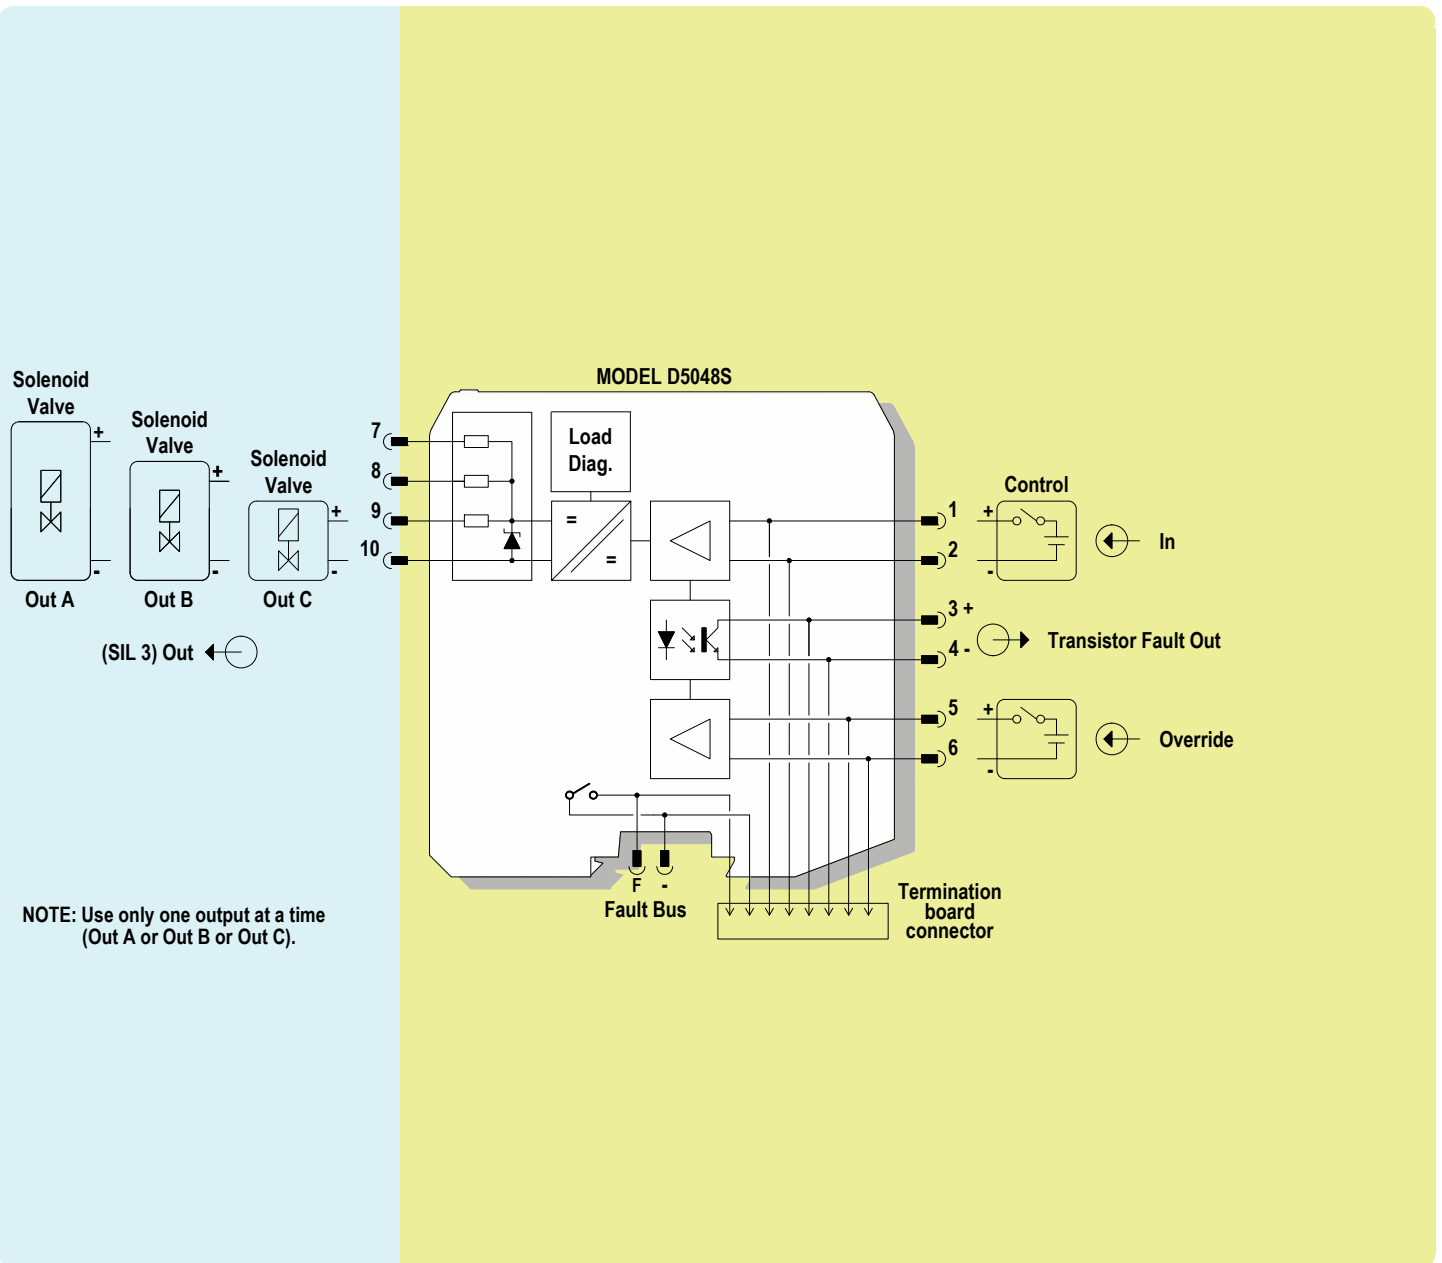 MODEL D5048S
Solenoid
Valve
+
-
Out A
Solenoid
Valve
+
-
Out B
Solenoid
Valve
+
-
Out C
(SIL 3) Out
7
8
9
10
Load
Diag.
=
=
1
2
3 +
4 -
5
6
Control
+
-
In
Transistor Fault Out
+
-
Override
F -
Fault Bus
Termination
board
connector
NOTE: Use only one output at a time
(Out A or Out B or Out C).